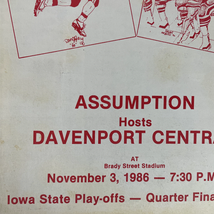 ASSUMPTION
Hosts
DAVENPORT CENTRA
AT
Brady Street Stadium
November 3, 1986 — 7:30 P.M
Iowa State Play-offs — Quarter Fina